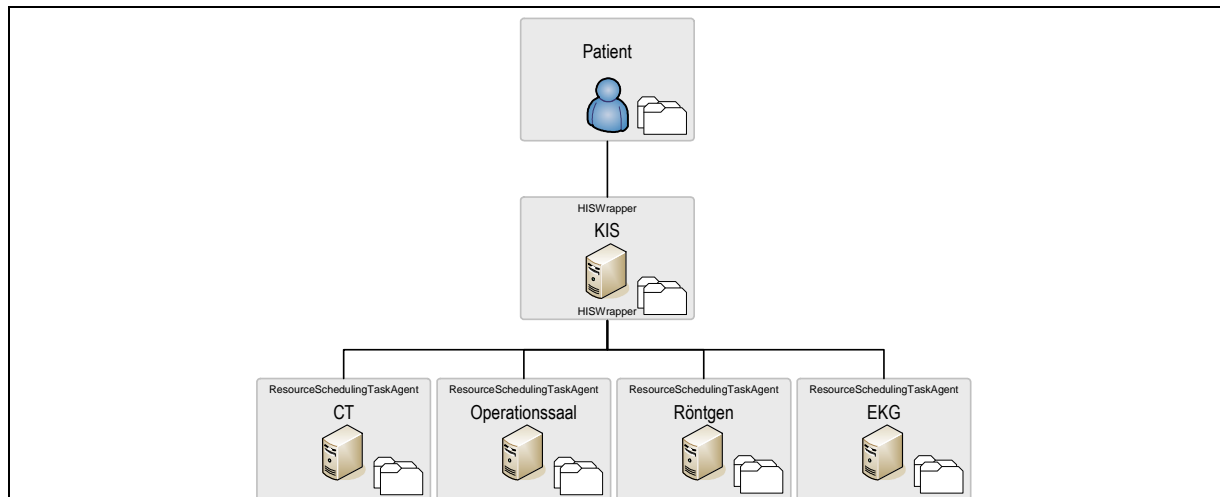 Patient
HISWrapper
KIS
HISWrapper
ResourceSchedulingTaskAgent ResourceSchedulingTaskAgent ResourceSchedulingTaskAgent ResourceSchedulingTaskAgent
CT Operationssaal Röntgen EKG